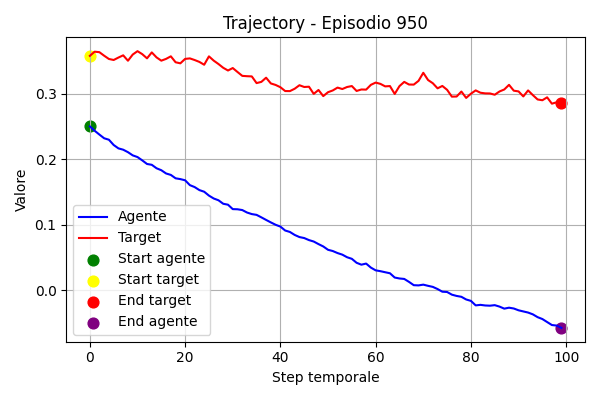 Trajectory - Episodio 950
Valore
0.3
0.2
0.1
0.0
Agente
Target
Start agente
Start target
End target
End agente
0 20 40 60 80 100
Step temporale